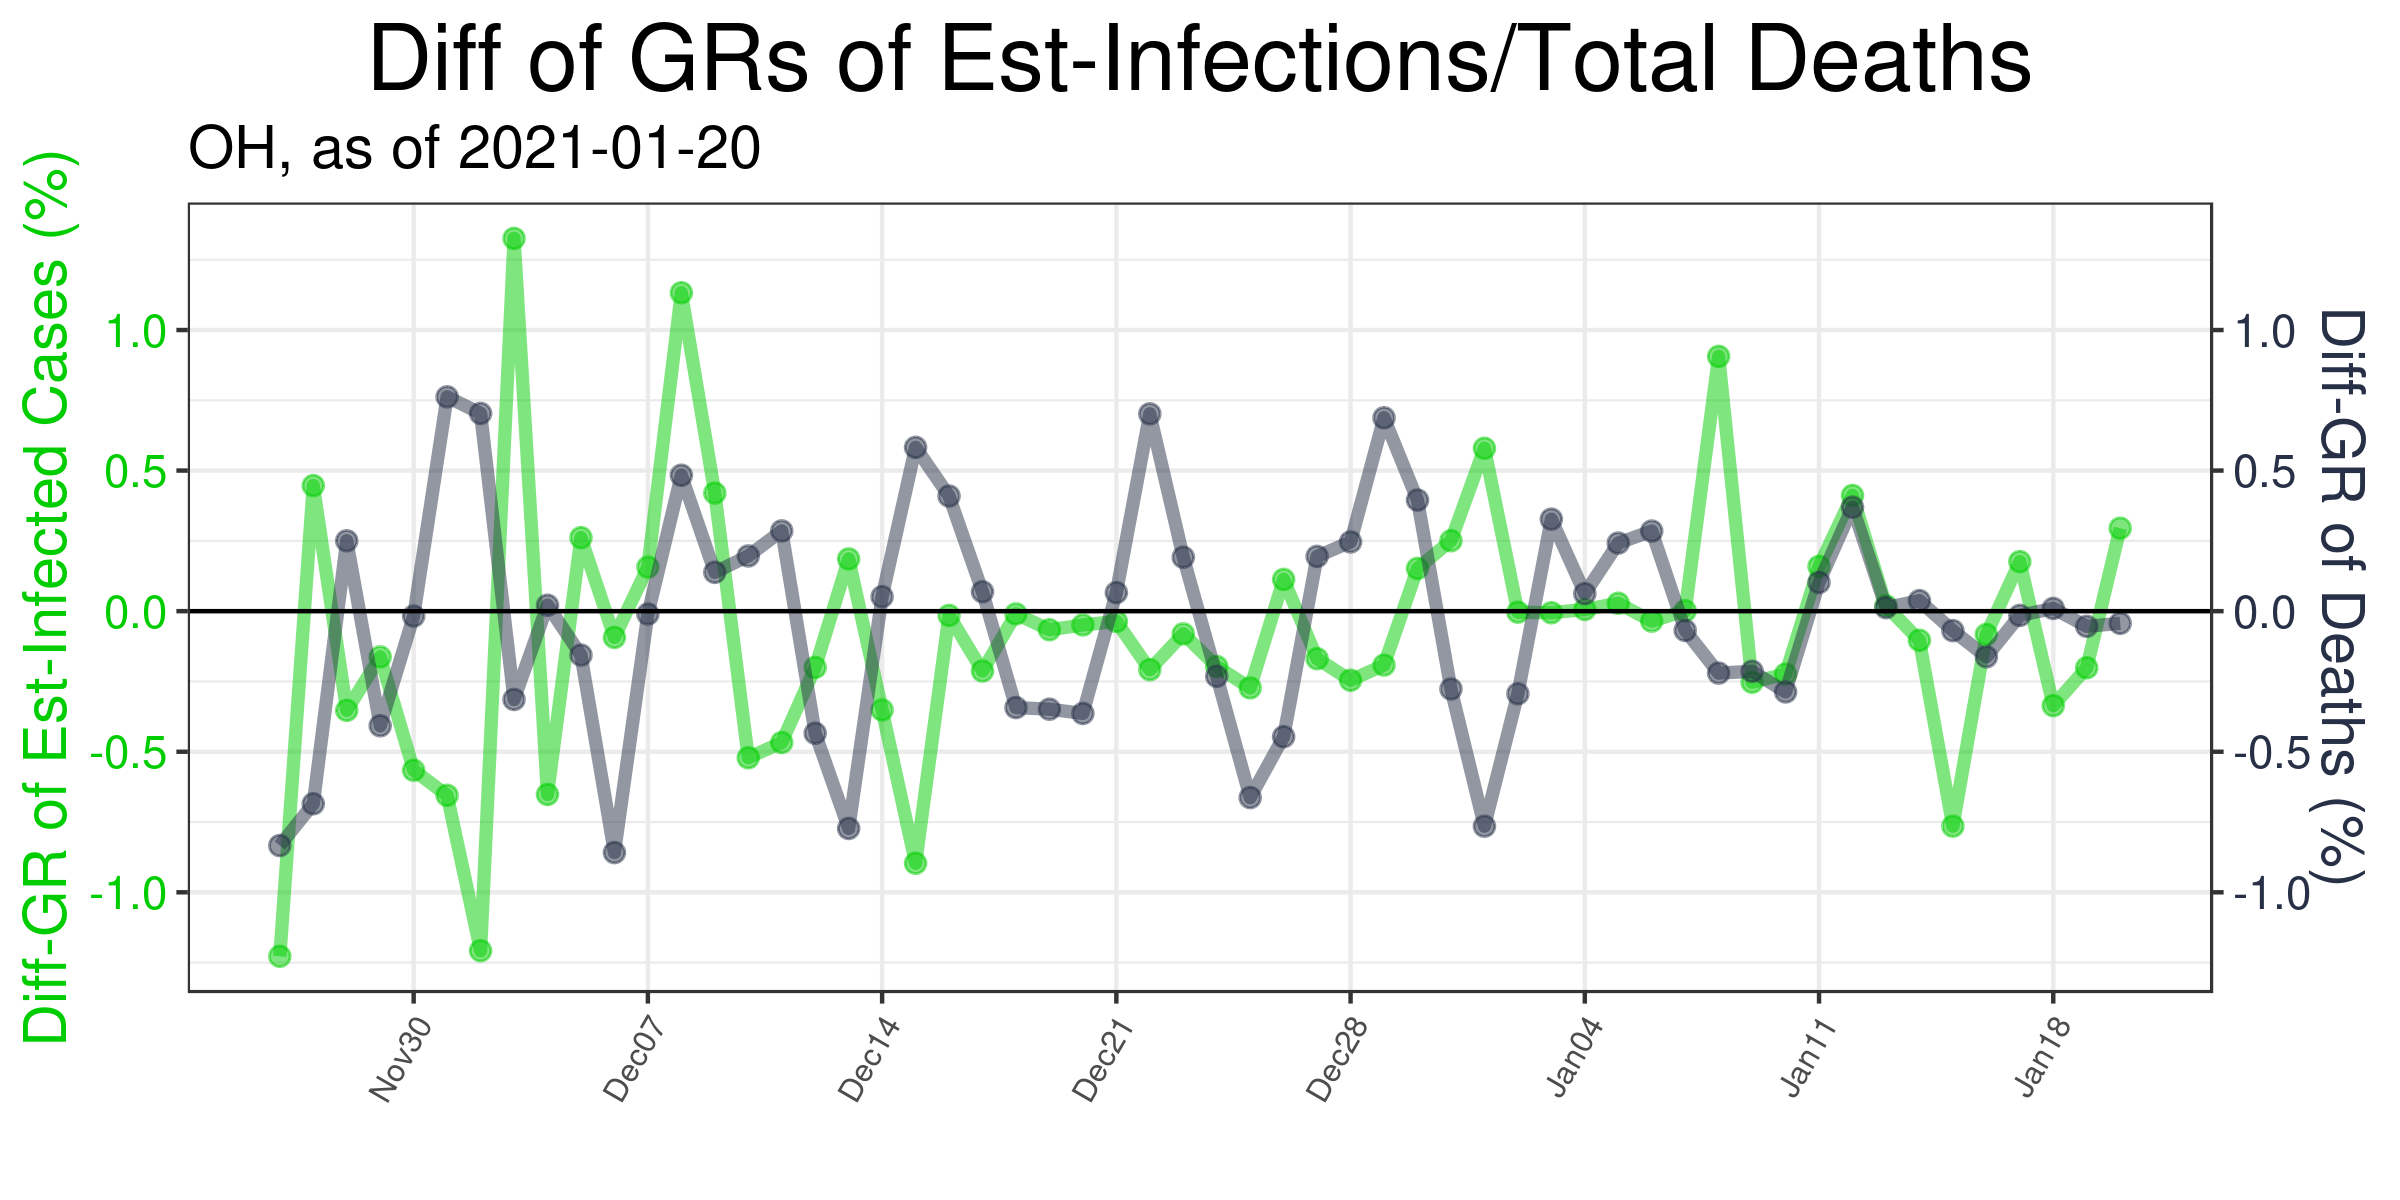 Diff of GRs of Est-Infections/Total Deaths
OH, as of 2021-01-20
Diff-GR of Est-Infected Cases (%)
1.0
0.5
0.0
-0.5
-1.0
1.0
0.5
0.0
-0.5
-1.0
Diff-GR of Deaths (%)
Nov30
Dec07
Dec14
Dec21
Dec28
Jan04
Jan11
Jan18